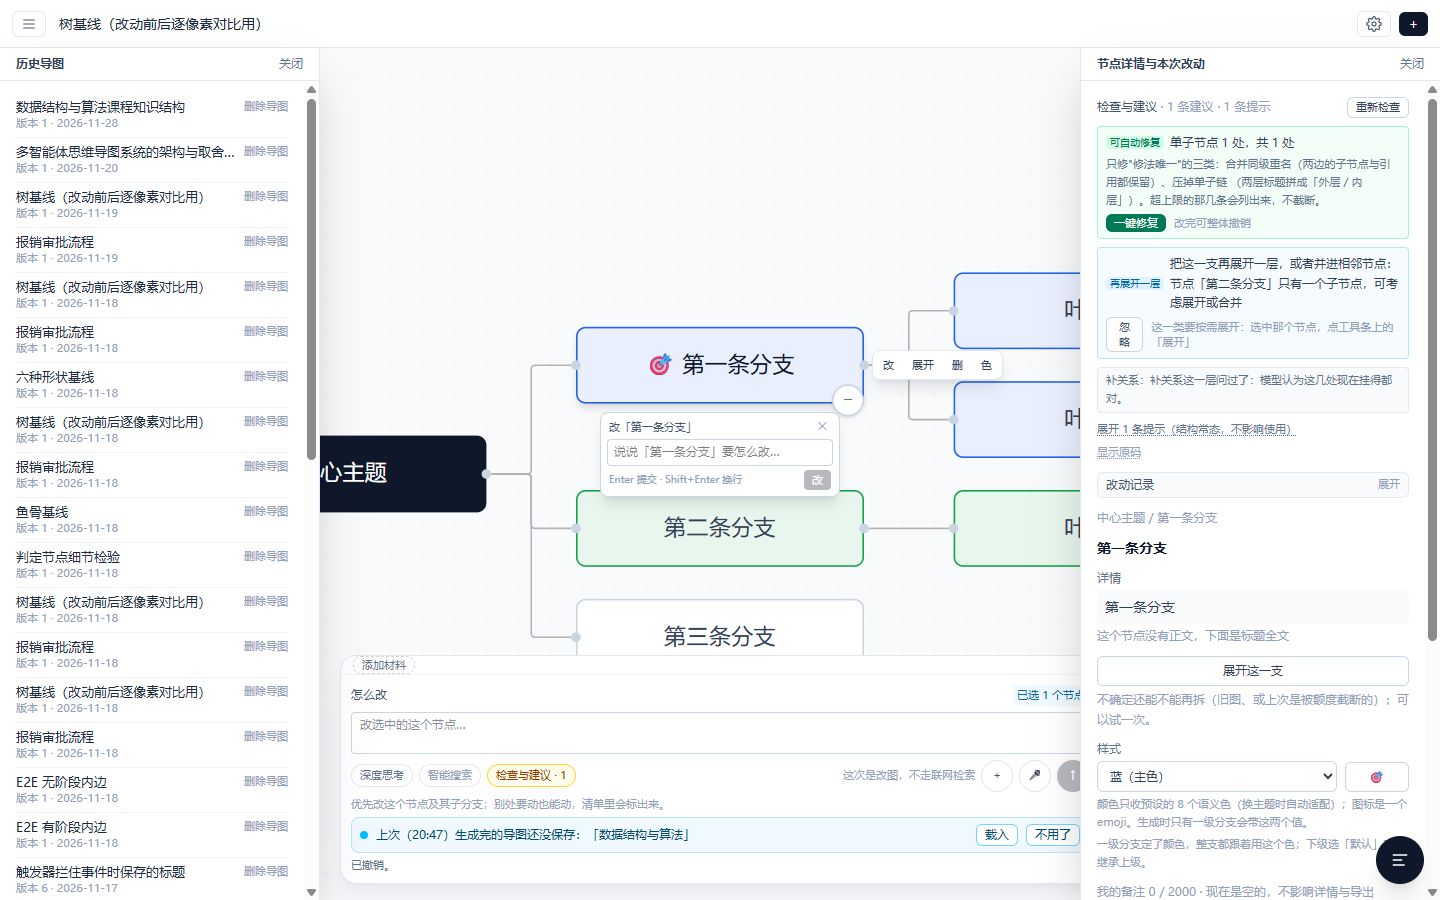 树基线（改动前后逐像素对比用）
+
历史导图
关闭
数据结构与算法课程知识结构
删除导图
版本 1 · 2026-11-28
多智能体思维导图系统的架构与取舍...
删除导图
版本 1 · 2026-11-20
树基线（改动前后逐像素对比用）
删除导图
版本 1 · 2026-11-19
报销审批流程
删除导图
版本 1 · 2026-11-19
树基线（改动前后逐像素对比用）
删除导图
版本 1 · 2026-11-18
报销审批流程
删除导图
版本 1 · 2026-11-18
六种形状基线
删除导图
版本 1 · 2026-11-18
树基线（改动前后逐像素对比用）
删除导图
版本 1 · 2026-11-18
报销审批流程
删除导图
版本 1 · 2026-11-18
鱼骨基线
删除导图
版本 1 · 2026-11-18
判定节点细节检验
删除导图
版本 1 · 2026-11-18
树基线（改动前后逐像素对比用）
删除导图
版本 1 · 2026-11-18
报销审批流程
删除导图
版本 1 · 2026-11-18
树基线（改动前后逐像素对比用）
删除导图
版本 1 · 2026-11-18
报销审批流程
删除导图
版本 1 · 2026-11-18
E2E 无阶段内边
删除导图
版本 1 · 2026-11-18
E2E 有阶段内边
删除导图
版本 1 · 2026-11-18
触发器拦住事件时保存的标题
删除导图
版本 6 · 2026-11-17
心主题
🎯 第一条分支
改 展开 删 色
−
改「第一条分支」
说说「第一条分支」要怎么改...
Enter 提交 · Shift+Enter 换行
改
第二条分支
第三条分支
叶
叶
叶
添加材料
怎么改
已选 1 个节点
改选中的这个节点...
深度思考
智能搜索
检查与建议 · 1
这次是改图，不走联网检索
+
↑
优先改这个节点及其子分支；别处要动也能动，清单里会标出来。
上次（20:47）生成完的导图还没保存：「数据结构与算法」
载入
不用了
已撤销。
节点详情与本次改动
关闭
检查与建议 · 1 条建议 · 1 条提示
重新检查
可自动修复 单子节点 1 处，共 1 处
只修"修法唯一"的三类：合并同级重名（两边的子节点与引
用都保留）、压掉单子链 （两层标题拼成「外层 / 内
层」）。超上限的那几条会列出来，不截断。
一键修复
改完可整体撤销
把这一支再展开一层，或者并进相邻节点：
再展开一层 节点「第二条分支」只有一个子节点，可考
虑展开或合并
忽
略
这一类要按需展开：选中那个节点，点工具条上的
「展开」
补关系：补关系这一层问过了：模型认为这几处现在挂得都
对。
展开 1 条提示（结构常态，不影响使用）
显示原码
改动记录
展开
中心主题 / 第一条分支
第一条分支
详情
第一条分支
这个节点没有正文，下面是标题全文
展开这一支
不确定还能不能再拆（旧图、或上次是被额度截断的）；可
以试一次。
样式
蓝（主色）
🎯
颜色只收预设的 8 个语义色（换主题时自动适配）；图标是一个
emoji。生成时只有一级分支会带这两个值。
一级分支定了颜色，整支都跟着用这个色；下级选「默认」
继承上级。
我的备注 0 / 2000 · 现在是空的，不影响详情与导出